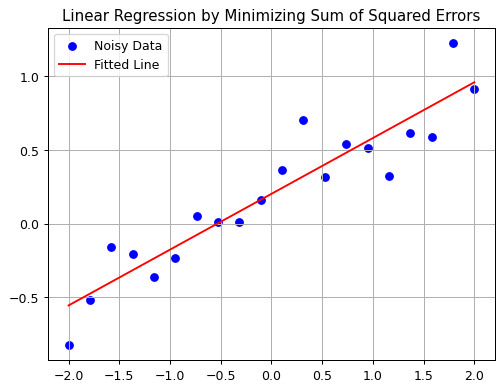 Linear Regression by Minimizing Sum of Squared Errors
Noisy Data
Fitted Line
1.0
0.5
0.0
−0.5
−2.0 −1.5 −1.0 −0.5 0.0 0.5 1.0 1.5 2.0